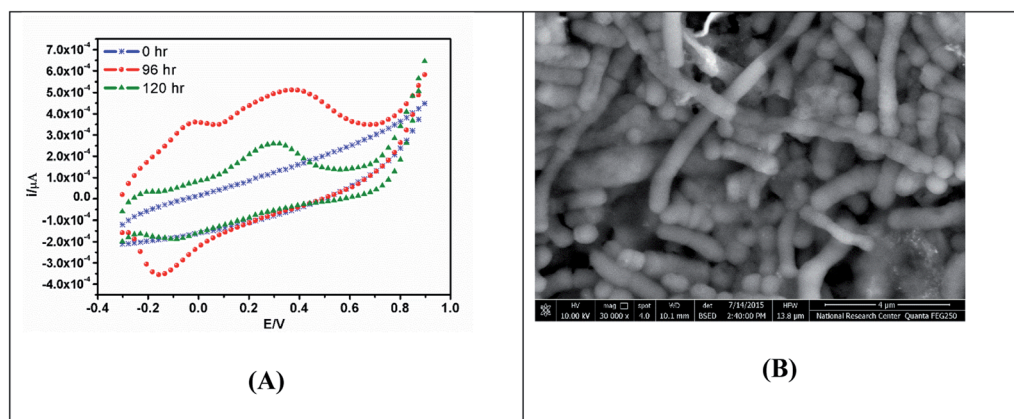 7.0x10⁻⁴
6.0x10⁻⁴
5.0x10⁻⁴
4.0x10⁻⁴
3.0x10⁻⁴
2.0x10⁻⁴
1.0x10⁻⁴
0.0
-1.0x10⁻⁴
-2.0x10⁻⁴
-3.0x10⁻⁴
-4.0x10⁻⁴
i/µA
0 hr
96 hr
120 hr
-0.4 -0.2 0.0 0.2 0.4 0.6 0.8 1.0
E/V
(A)
HV mag spot WD det 7/14/2015 HFW 4 µm
10.00 kV 30 000 x 4.0 10.1 mm BSED 2:40:00 PM 13.8 µm National Research Center Quanta FEG250
(B)